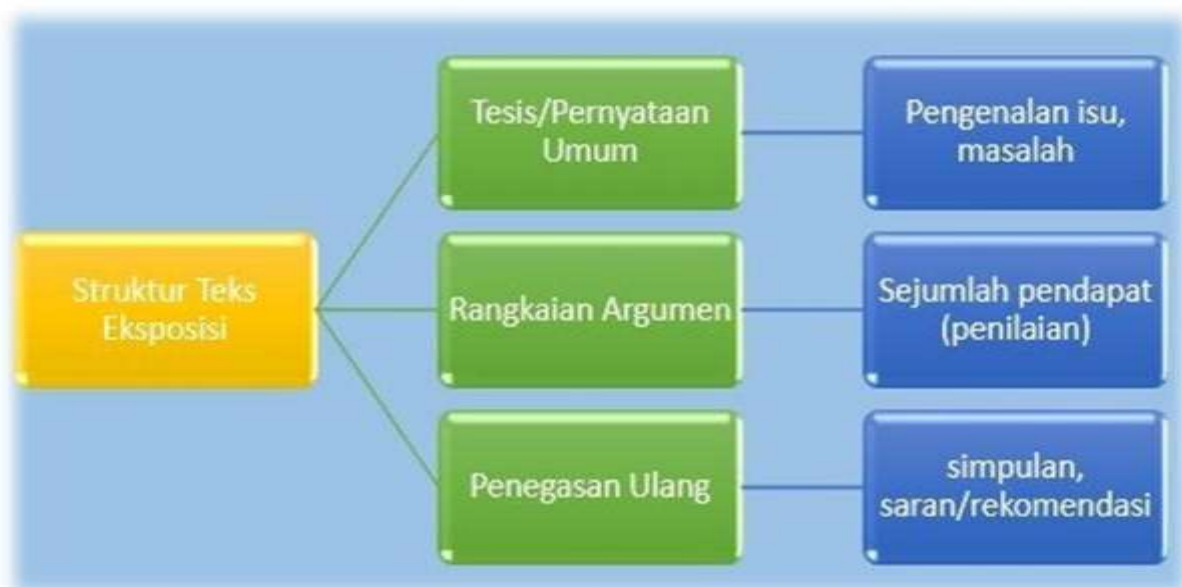 Struktur Teks
Eksposisi
Tesis/Pernyataan
Umum
Pengenalan isu,
masalah
Rangkaian Argumen
Sejumlah pendapat
(penilaian)
Penegasan Ulang
simpulan,
saran/rekomendasi